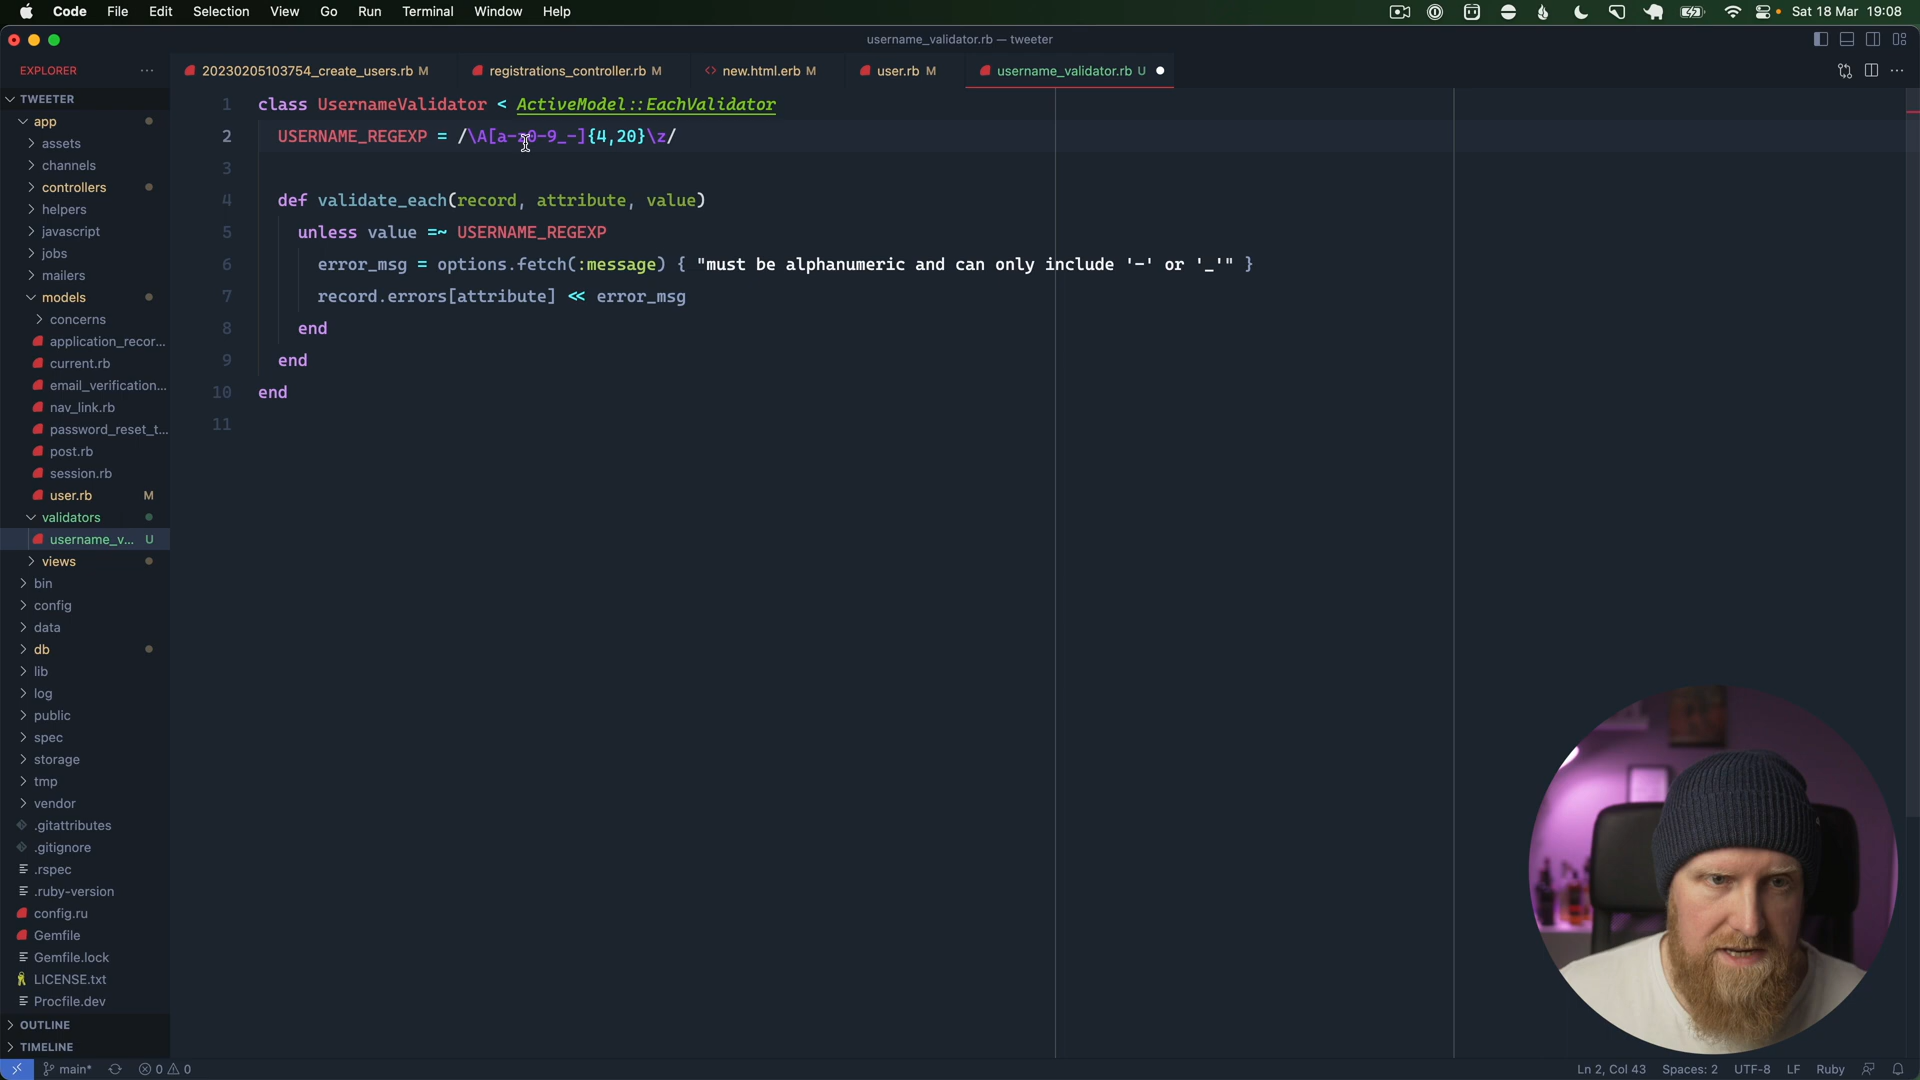 Code File Edit Selection View Go Run Terminal Window Help Sat 18 Mar 19:08
username_validator.rb — tweeter
EXPLORER 20230205103754_create_users.rb M registrations_controller.rb M new.html.erb M user.rb M username_validator.rb U
TWEETER
app
assets
channels
controllers
helpers
javascript
jobs
mailers
models
concerns
application_recor...
current.rb
email_verification...
nav_link.rb
password_reset_t...
post.rb
session.rb
user.rb M
validators
username_v... U
views
bin
config
data
db
lib
log
public
spec
storage
tmp
vendor
.gitattributes
.gitignore
.rspec
.ruby-version
config.ru
Gemfile
Gemfile.lock
LICENSE.txt
Procfile.dev
OUTLINE
TIMELINE
1 class UsernameValidator < ActiveModel::EachValidator
2 USERNAME_REGEXP = /\A[a-z0-9_-]{4,20}\z/
3
4 def validate_each(record, attribute, value)
5 unless value =~ USERNAME_REGEXP
6 error_msg = options.fetch(:message) { "must be alphanumeric and can only include '-' or '_'" }
7 record.errors[attribute] << error_msg
8 end
9 end
10 end
11
main* 0 0 Ln 2, Col 43 Spaces: 2 UTF-8 LF Ruby